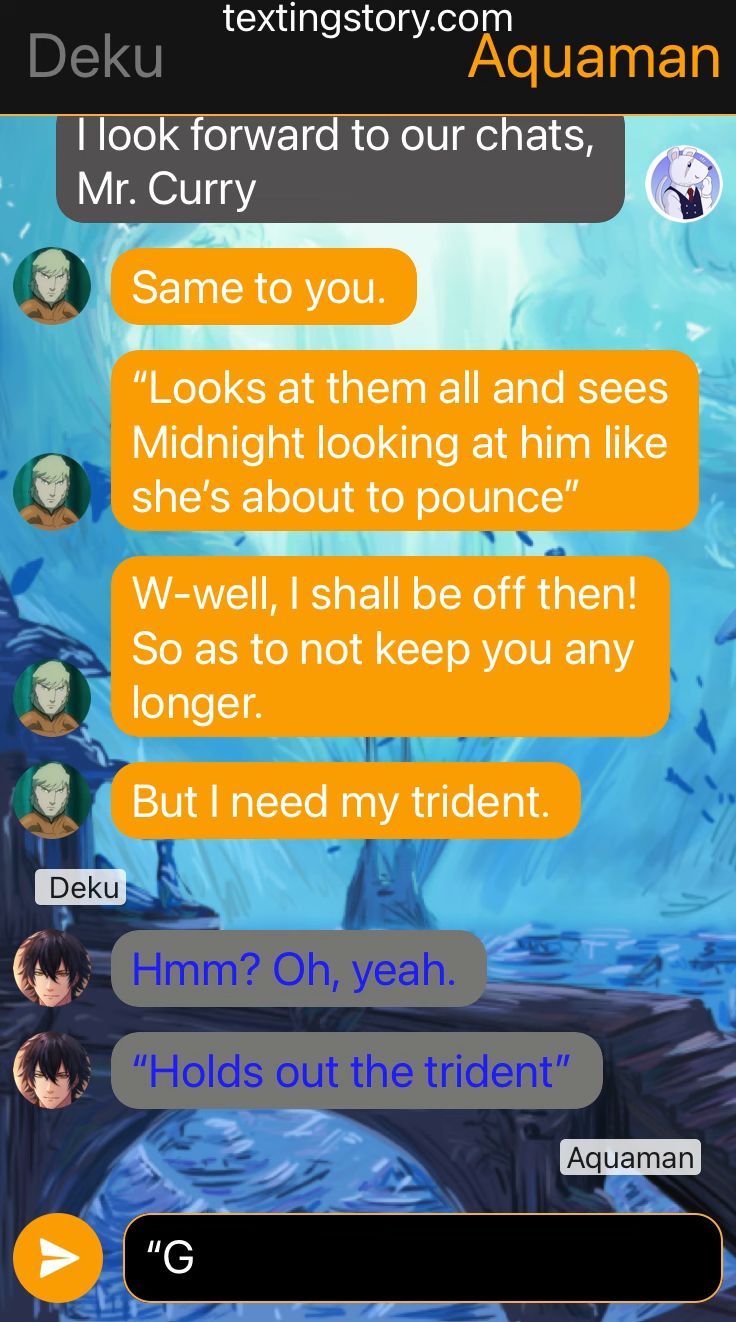 textingstory.com
Deku
Aquaman
I look forward to our chats,
Mr. Curry
Same to you.
“Looks at them all and sees
Midnight looking at him like
she’s about to pounce”
W-well, I shall be off then!
So as to not keep you any
longer.
But I need my trident.
Deku
Hmm? Oh, yeah.
“Holds out the trident”
Aquaman
“G